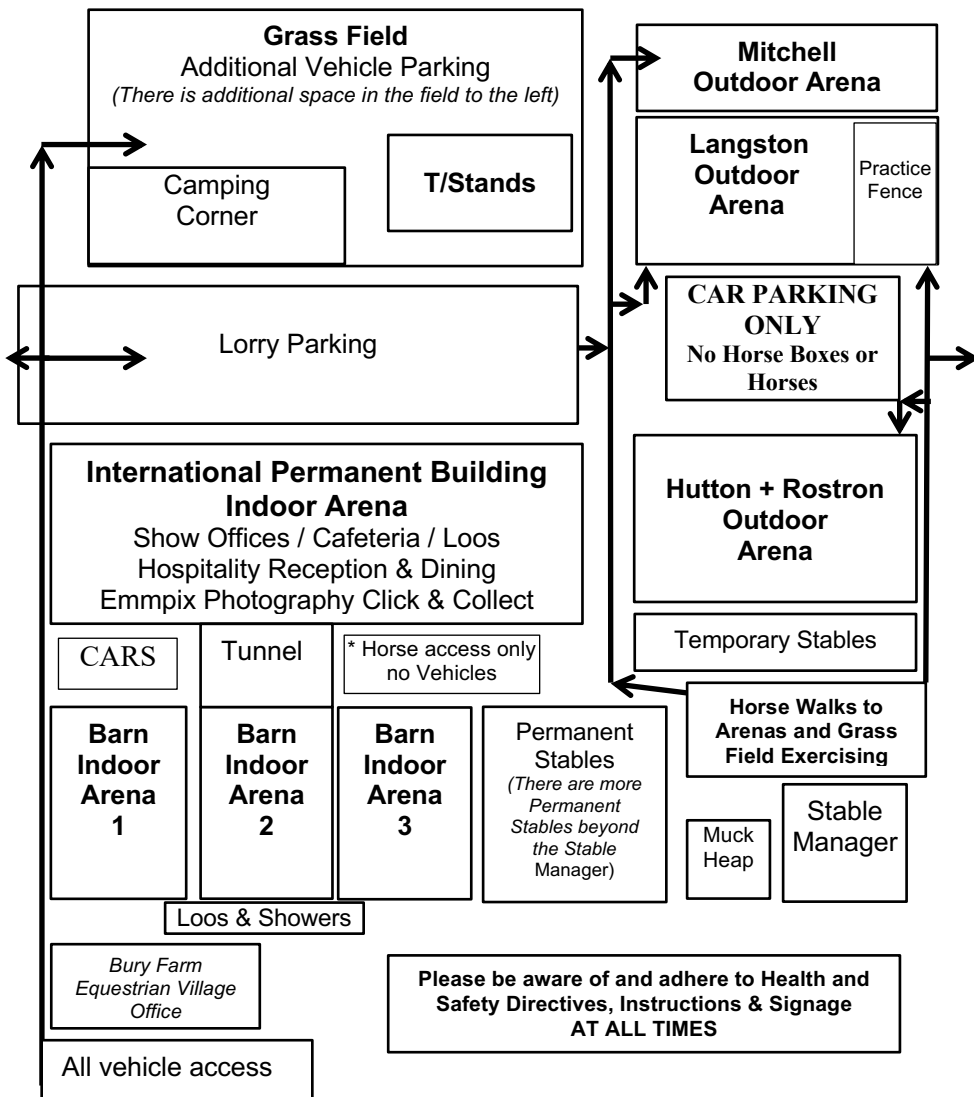 Grass Field
Additional Vehicle Parking
(There is additional space in the field to the left)
Camping
Corner
T/Stands
Mitchell
Outdoor Arena
Langston
Outdoor
Arena
Practice
Fence
CAR PARKING
ONLY
No Horse Boxes or
Horses
Lorry Parking
International Permanent Building
Indoor Arena
Show Offices / Cafeteria / Loos
Hospitality Reception & Dining
Emmpix Photography Click & Collect
Hutton + Rostron
Outdoor
Arena
CARS
Tunnel
* Horse access only
no Vehicles
Temporary Stables
Horse Walks to
Arenas and Grass
Field Exercising
Barn
Indoor
Arena
1
Barn
Indoor
Arena
2
Barn
Indoor
Arena
3
Permanent
Stables
(There are more
Permanent
Stables beyond
the Stable
Manager)
Muck
Heap
Stable
Manager
Loos & Showers
Bury Farm
Equestrian Village
Office
Please be aware of and adhere to Health and
Safety Directives, Instructions & Signage
AT ALL TIMES
All vehicle access